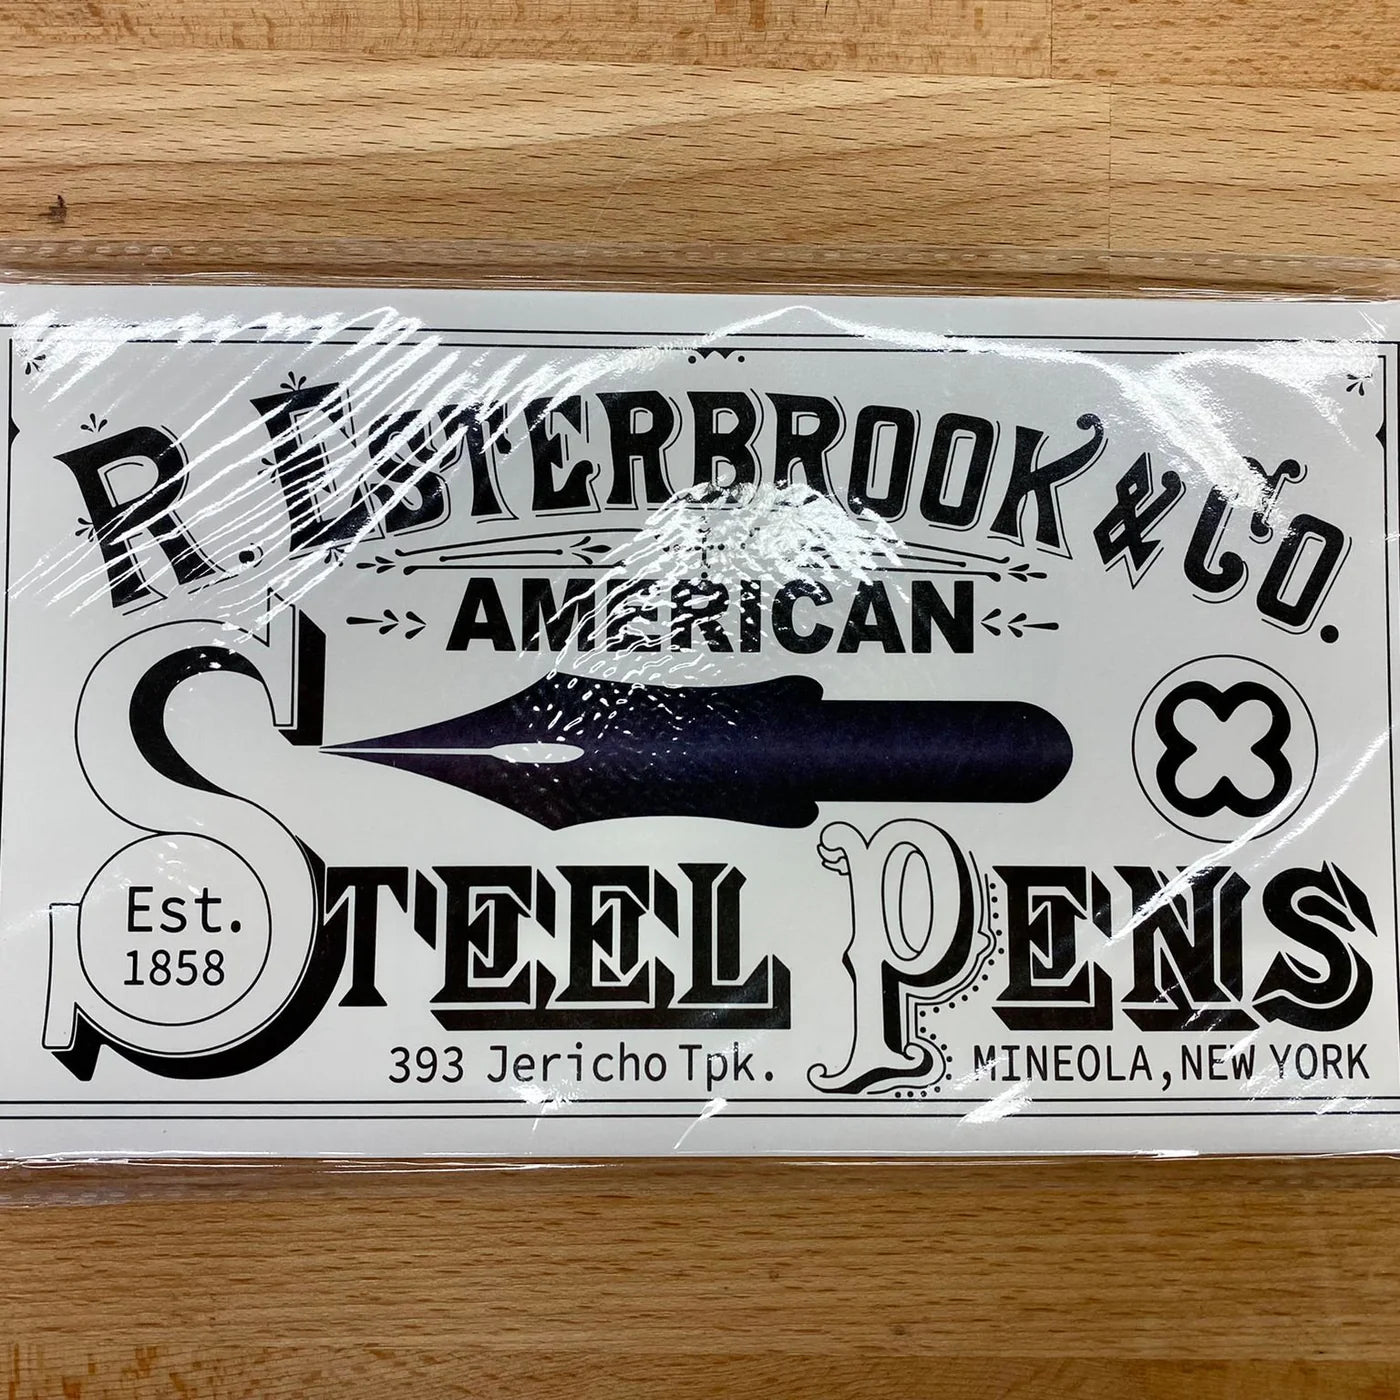 R. ESTERBROOK & CO.
AMERICAN
STEEL PENS
Est.
1858
393 Jericho Tpk. MINEOLA, NEW YORK